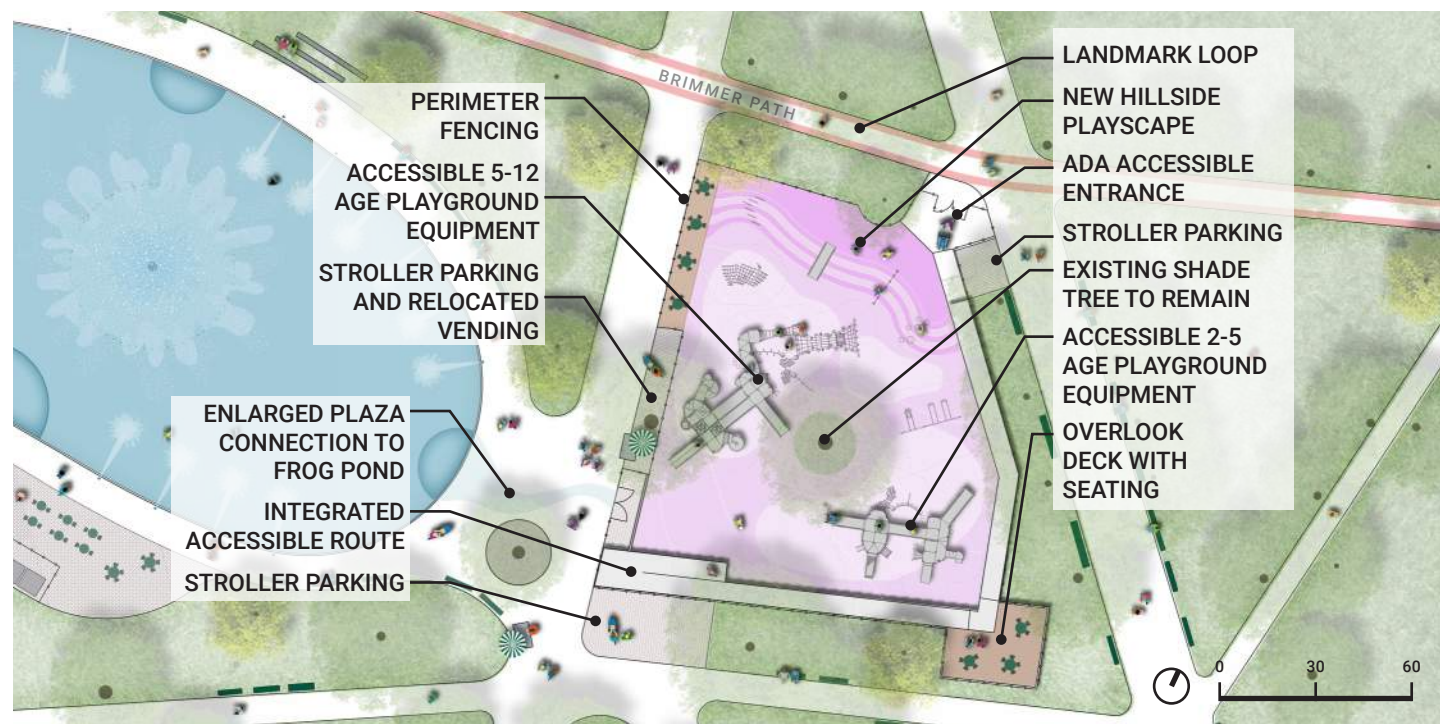 BRIMMER PATH
PERIMETER
FENCING
ACCESSIBLE 5-12
AGE PLAYGROUND
EQUIPMENT
STROLLER PARKING
AND RELOCATED
VENDING
ENLARGED PLAZA
CONNECTION TO
FROG POND
INTEGRATED
ACCESSIBLE ROUTE
STROLLER PARKING
LANDMARK LOOP
NEW HILLSIDE
PLAYSCAPE
ADA ACCESSIBLE
ENTRANCE
STROLLER PARKING
EXISTING SHADE
TREE TO REMAIN
ACCESSIBLE 2-5
AGE PLAYGROUND
EQUIPMENT
OVERLOOK
DECK WITH
SEATING
0 30 60